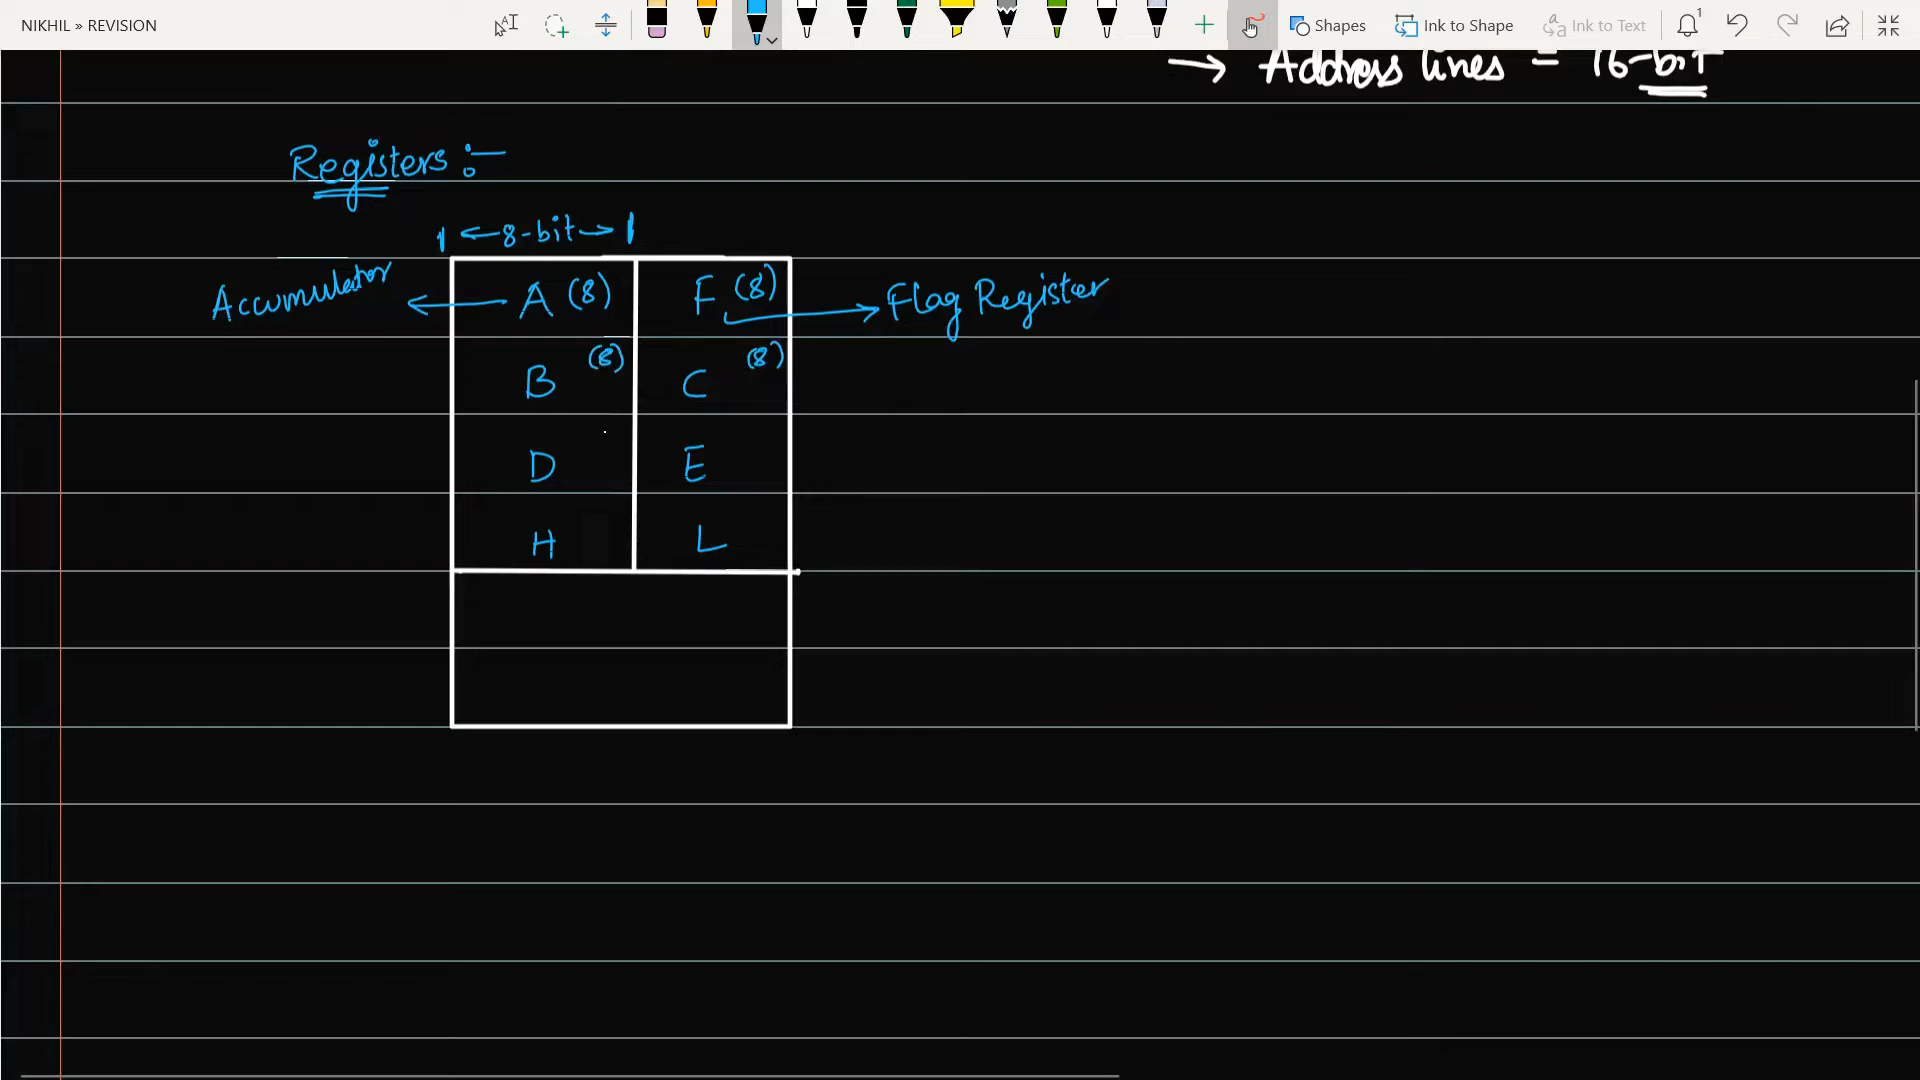 NIKHIL » REVISION
Shapes
Ink to Shape
Ink to Text
1
→ Address lines = 16-bit
Registers :-
←8-bit→
Accumulator ← A (8) F (8) → Flag Register
B (8) C (8)
D E
H L